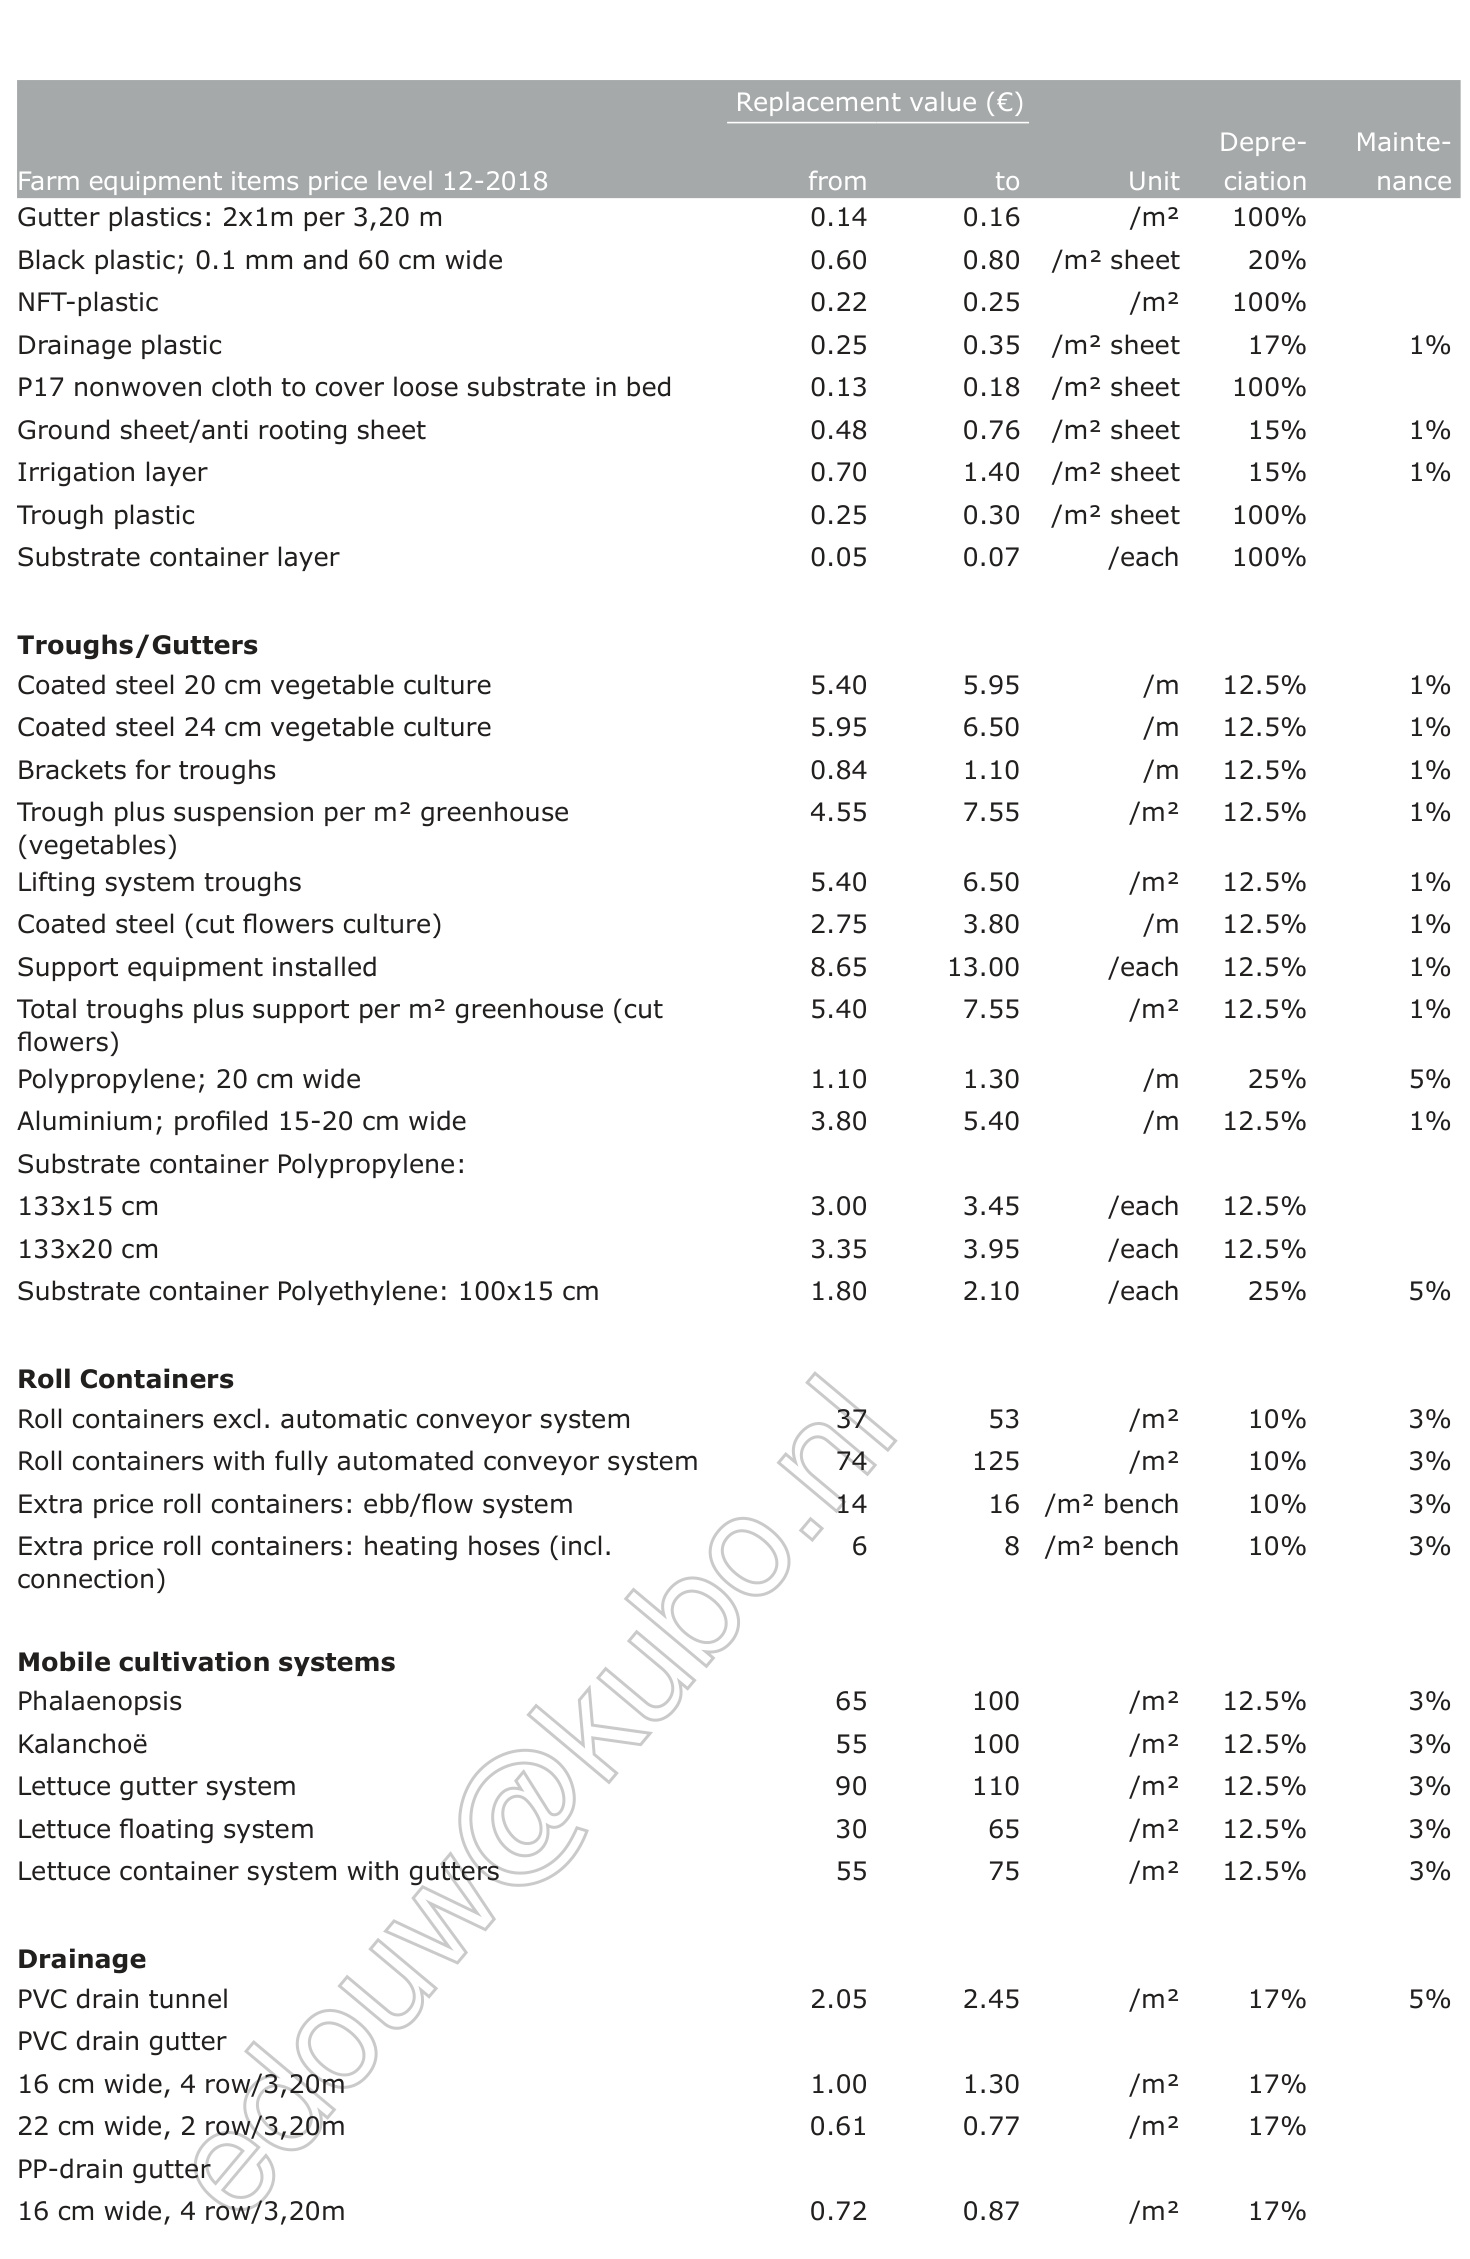 Replacement value (€)
Depre- Mainte-
Farm equipment items price level 12-2018 from to Unit ciation nance
Gutter plastics: 2x1m per 3,20 m 0.14 0.16 /m² 100%
Black plastic; 0.1 mm and 60 cm wide 0.60 0.80 /m² sheet 20%
NFT-plastic 0.22 0.25 /m² 100%
Drainage plastic 0.25 0.35 /m² sheet 17% 1%
P17 nonwoven cloth to cover loose substrate in bed 0.13 0.18 /m² sheet 100%
Ground sheet/anti rooting sheet 0.48 0.76 /m² sheet 15% 1%
Irrigation layer 0.70 1.40 /m² sheet 15% 1%
Trough plastic 0.25 0.30 /m² sheet 100%
Substrate container layer 0.05 0.07 /each 100%
Troughs/Gutters
Coated steel 20 cm vegetable culture 5.40 5.95 /m 12.5% 1%
Coated steel 24 cm vegetable culture 5.95 6.50 /m 12.5% 1%
Brackets for troughs 0.84 1.10 /m 12.5% 1%
Trough plus suspension per m² greenhouse 4.55 7.55 /m² 12.5% 1%
(vegetables)
Lifting system troughs 5.40 6.50 /m² 12.5% 1%
Coated steel (cut flowers culture) 2.75 3.80 /m 12.5% 1%
Support equipment installed 8.65 13.00 /each 12.5% 1%
Total troughs plus support per m² greenhouse (cut 5.40 7.55 /m² 12.5% 1%
flowers)
Polypropylene; 20 cm wide 1.10 1.30 /m 25% 5%
Aluminium; profiled 15-20 cm wide 3.80 5.40 /m 12.5% 1%
Substrate container Polypropylene:
133x15 cm 3.00 3.45 /each 12.5%
133x20 cm 3.35 3.95 /each 12.5%
Substrate container Polyethylene: 100x15 cm 1.80 2.10 /each 25% 5%
Roll Containers
Roll containers excl. automatic conveyor system 37 53 /m² 10% 3%
Roll containers with fully automated conveyor system 74 125 /m² 10% 3%
Extra price roll containers: ebb/flow system 14 16 /m² bench 10% 3%
Extra price roll containers: heating hoses (incl. 6 8 /m² bench 10% 3%
connection)
Mobile cultivation systems
Phalaenopsis 65 100 /m² 12.5% 3%
Kalanchoë 55 100 /m² 12.5% 3%
Lettuce gutter system 90 110 /m² 12.5% 3%
Lettuce floating system 30 65 /m² 12.5% 3%
Lettuce container system with gutters 55 75 /m² 12.5% 3%
Drainage
PVC drain tunnel 2.05 2.45 /m² 17% 5%
PVC drain gutter
16 cm wide, 4 row/3,20m 1.00 1.30 /m² 17%
22 cm wide, 2 row/3,20m 0.61 0.77 /m² 17%
PP-drain gutter
16 cm wide, 4 row/3,20m 0.72 0.87 /m² 17%
edouw@kubo.nl